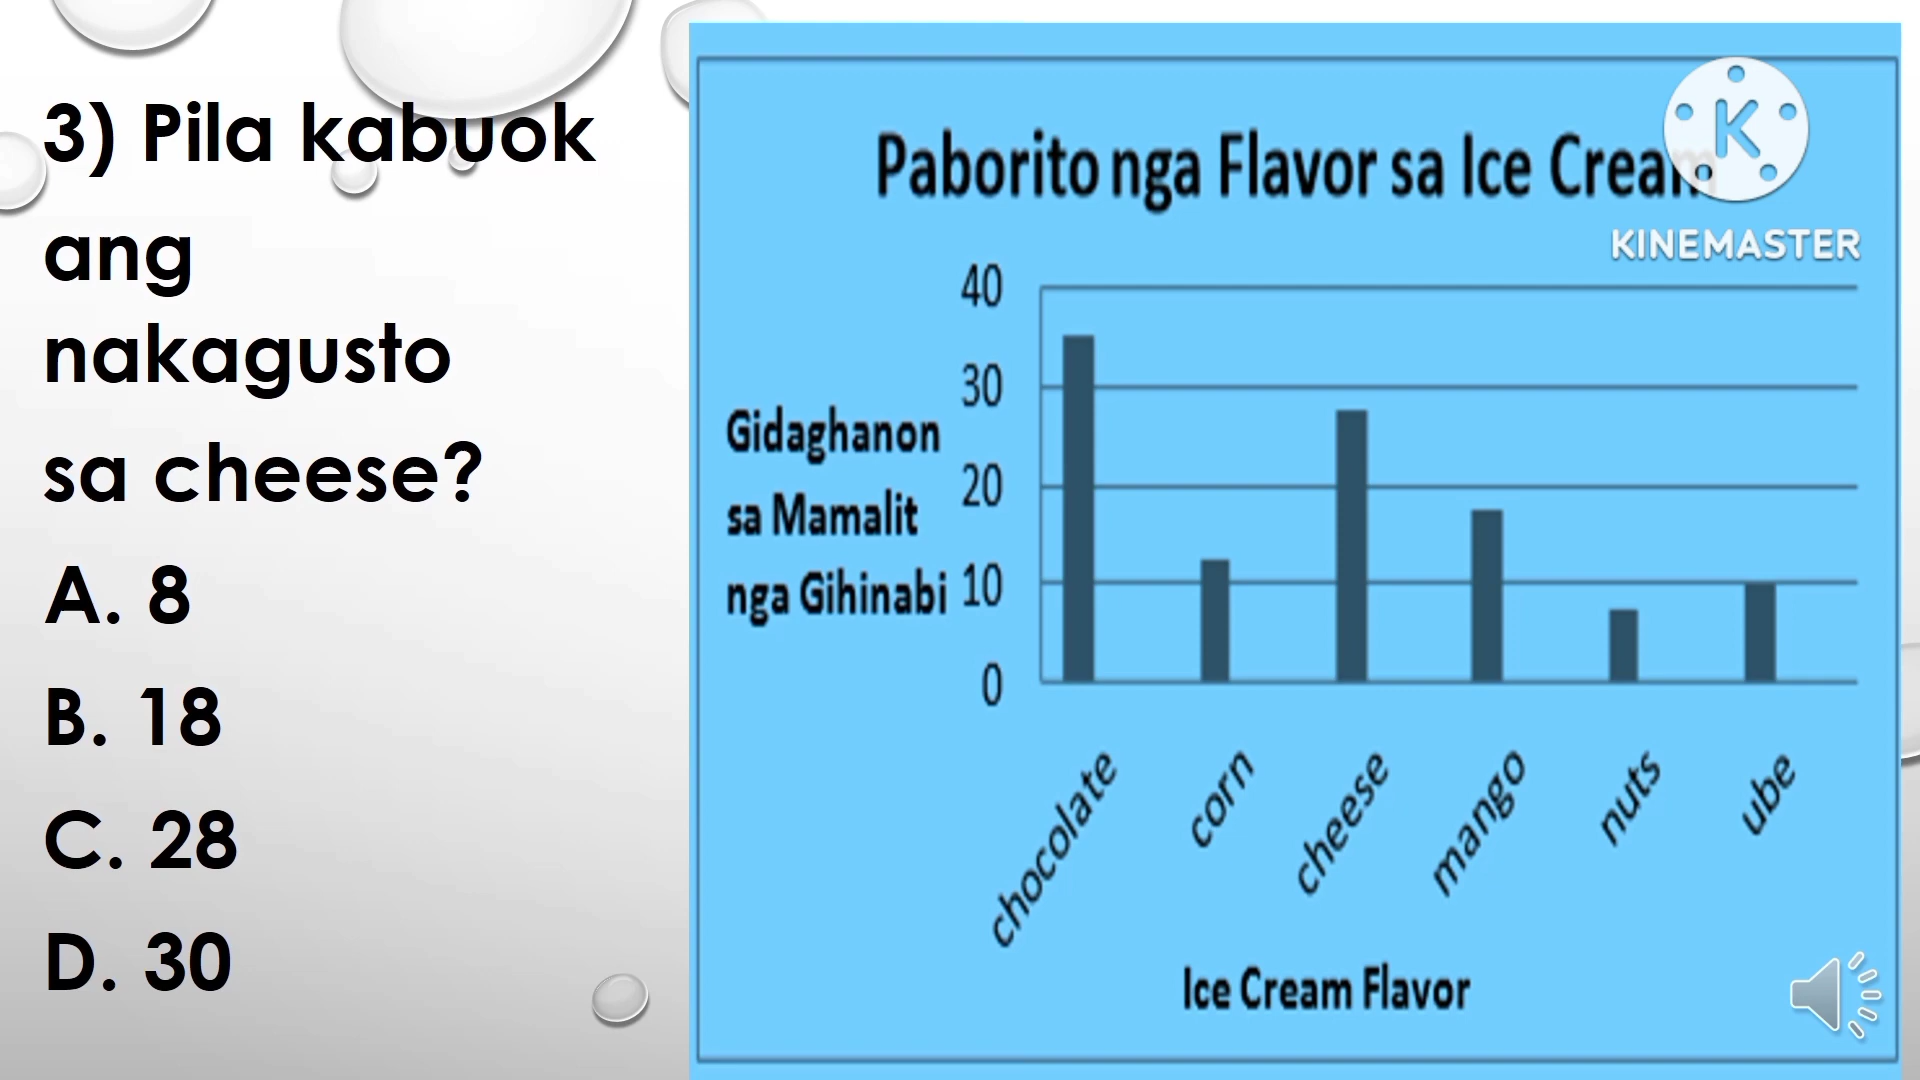 3) Pila kabuok
ang
nakagusto
sa cheese?
A. 8
B. 18
C. 28
D. 30
Paborito nga Flavor sa Ice Cream
K
KINEMASTER
Gidaghanon
sa Mamalit
nga Gihinabi
40
30
20
10
0
chocolate
corn
cheese
mango
nuts
ube
Ice Cream Flavor